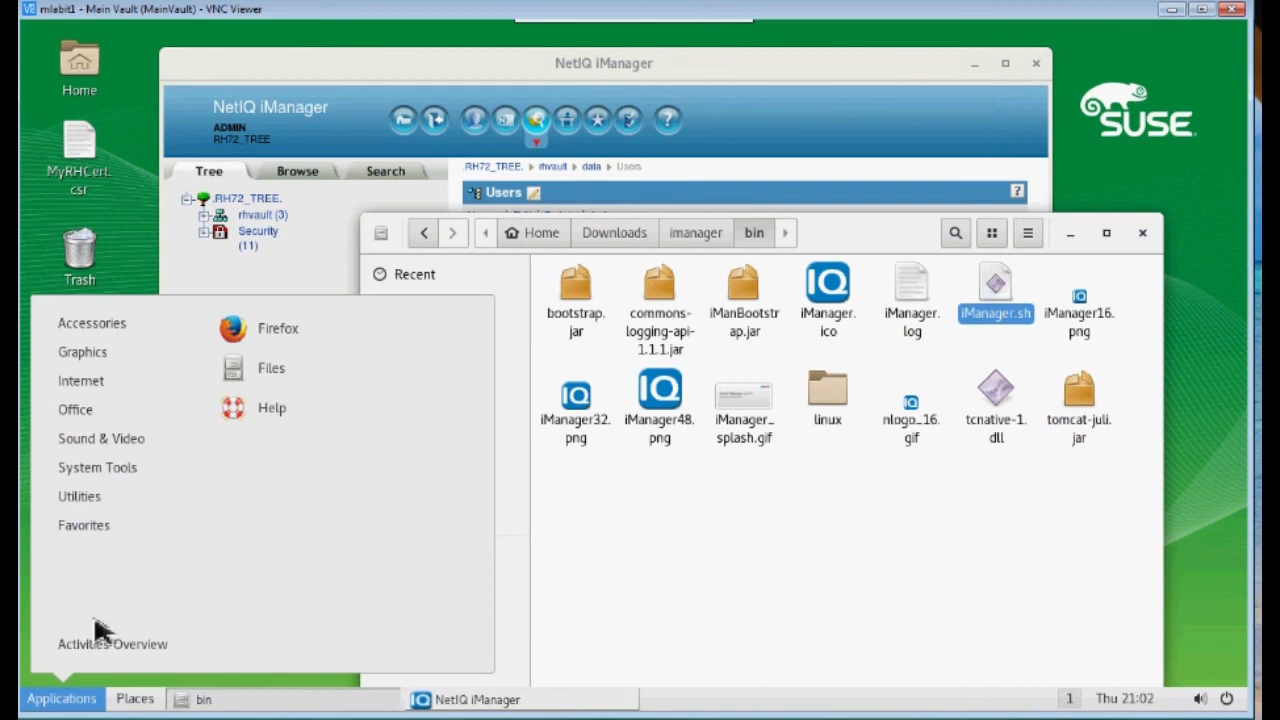 mlabit1 - Main Vault (MainVault) - VNC Viewer
Home
MyRHCert.
csr
Trash
SUSE
NetIQ iManager
NetIQ iManager
ADMIN
RH72_TREE
Tree
Browse
Search
.RH72_TREE.
rhvault (3)
Security
(11)
.RH72_TREE. rhvault data Users
Users
?
Home
Downloads
imanager
bin
Recent
bootstrap.
jar
commons-
logging-api-
1.1.1.jar
iManBootstr
ap.jar
iManager.
ico
iManager.
log
iManager.sh
iManager16.
png
iManager32.
png
iManager48.
png
iManager_
splash.gif
linux
nlogo_16.
gif
tcnative-1.
dll
tomcat-juli.
jar
Accessories
Graphics
Internet
Office
Sound & Video
System Tools
Utilities
Favorites
Activities Overview
Firefox
Files
Help
Applications
Places
bin
NetIQ iManager
1
Thu 21:02